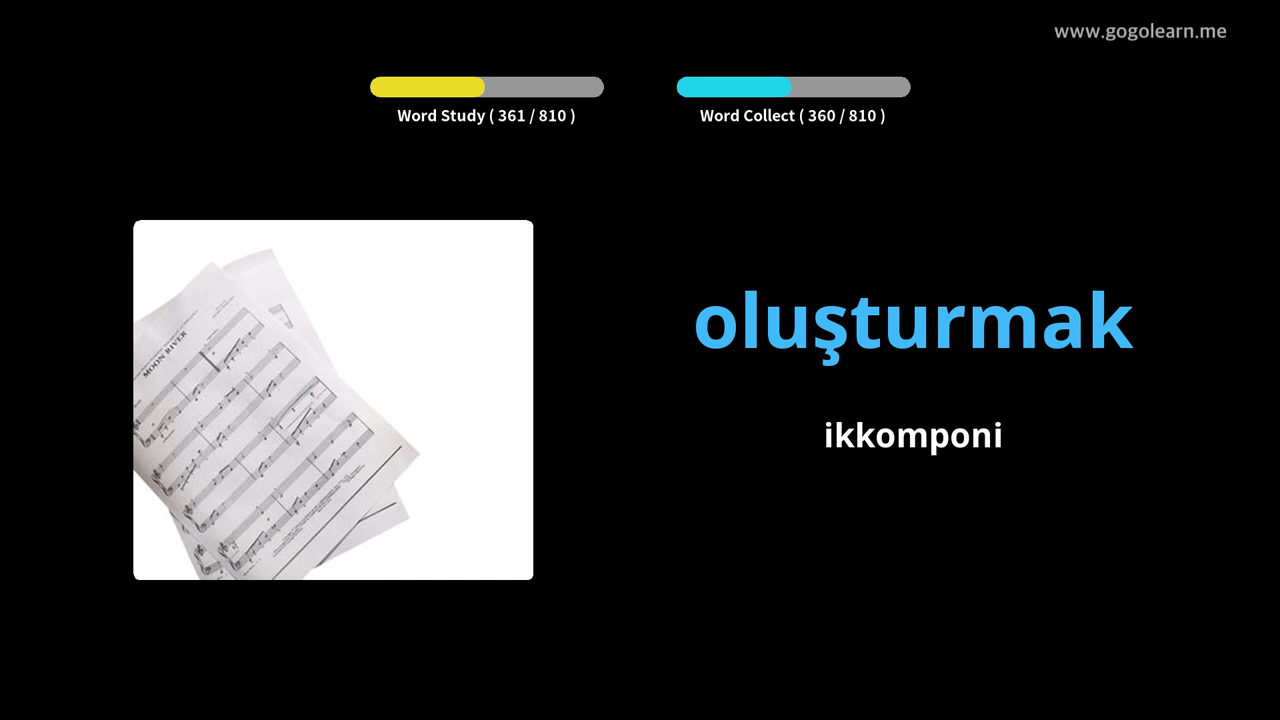 www.gogolearn.me
Word Study ( 361 / 810 )
Word Collect ( 360 / 810 )
MOON RIVER
oluşturmak
ikkomponi